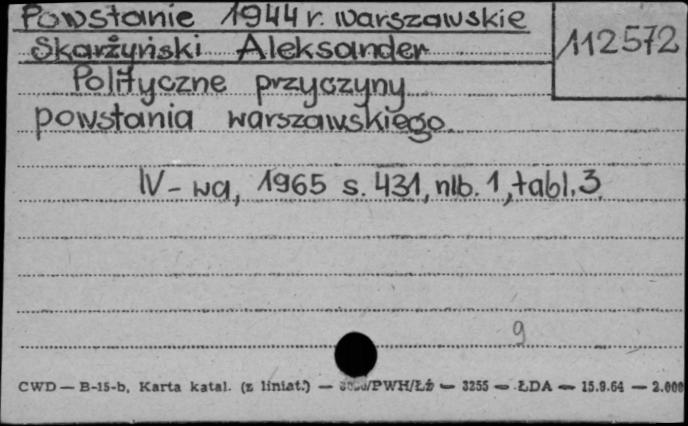 Powstanie 1944 r. warszawskie
112572
Skarżyński Aleksander
Polityczne przyczyny
powstania warszawskiego.
W-wa, 1965 s. 431, nlb. 1, tabl. 3
9
CWD — B-15-b, Karta katal. (z liniat.) — /PWH/Łż — 3255 — ŁDA — 15.9.64 — 2.000